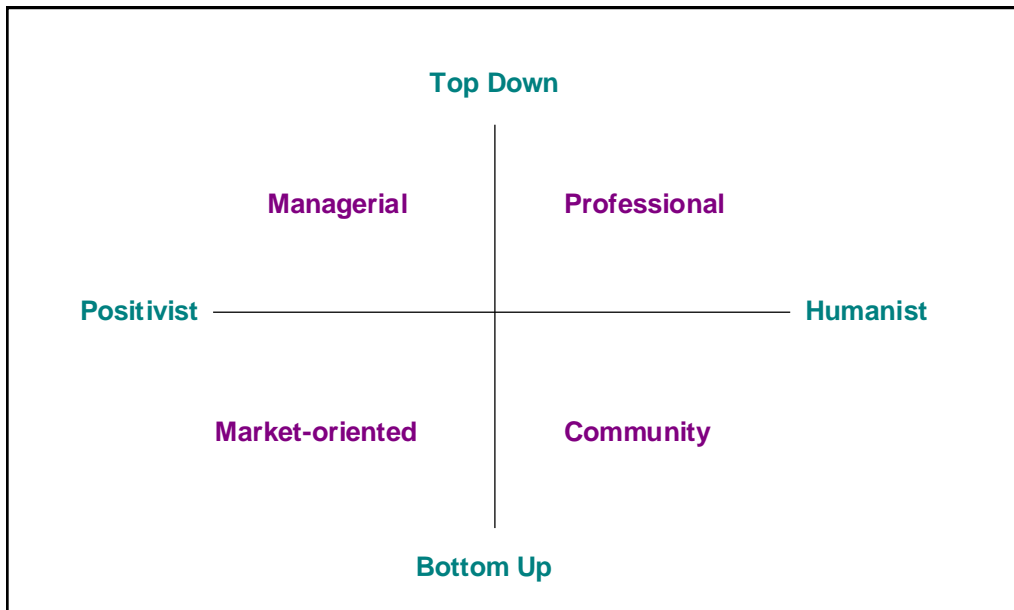 Top Down
Managerial Professional
Positivist Humanist
Market-oriented Community
Bottom Up